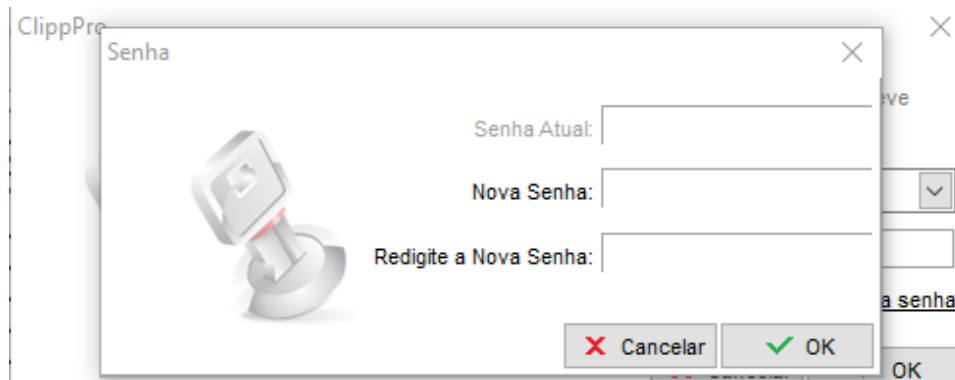 ClippPro
Senha
eve
Senha Atual:
Nova Senha:
Redigite a Nova Senha:
a senha
Cancelar OK
OK